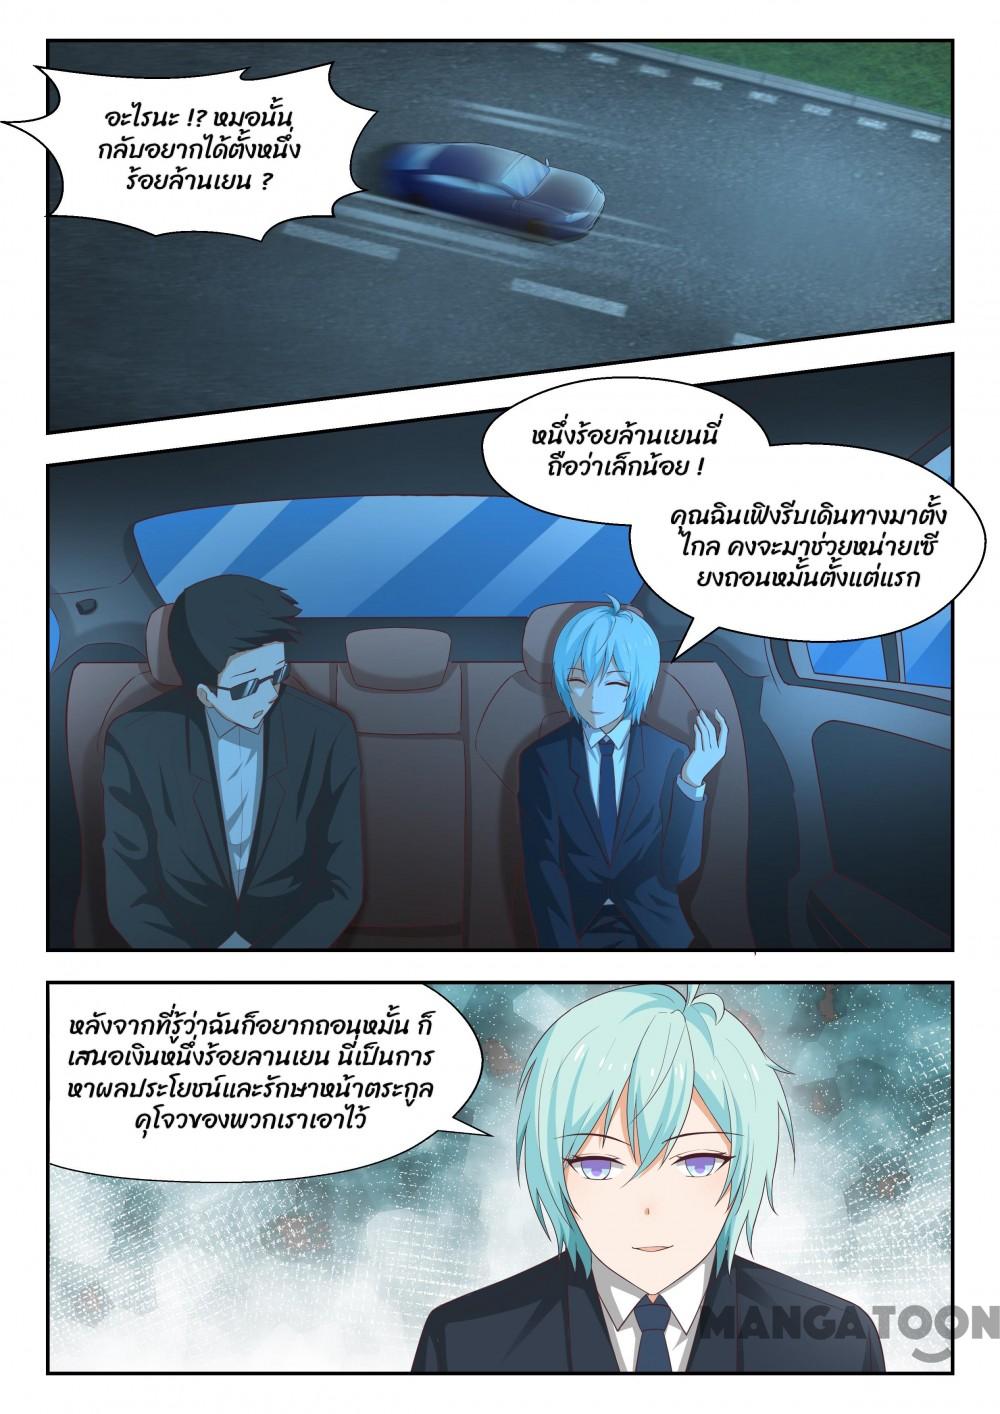 อะไรนะ !? หมอนั้น
กลับอยากได้ตั้งหนึ่ง
ร้อยล้านเยน ?
หนึ่งร้อยล้านเยนนี่
ถือว่าเล็กน้อย !
คุณฉินเฟิงรีบเดินทางมาตั้ง
ไกล คงจะมาช่วยหน่ายเซี
ยงถอนหมั้นตั้งแต่แรก
หลังจากที่รู้ว่าฉันก็อยากถอนหมั้น ก็
เสนอเงินหนึ่งร้อยลานเยน นี่เป็นการ
หาผลประโยชน์และรักษาหน้าตระกูล
คุโจวของพวกเราเอาไว้
MANGATOON